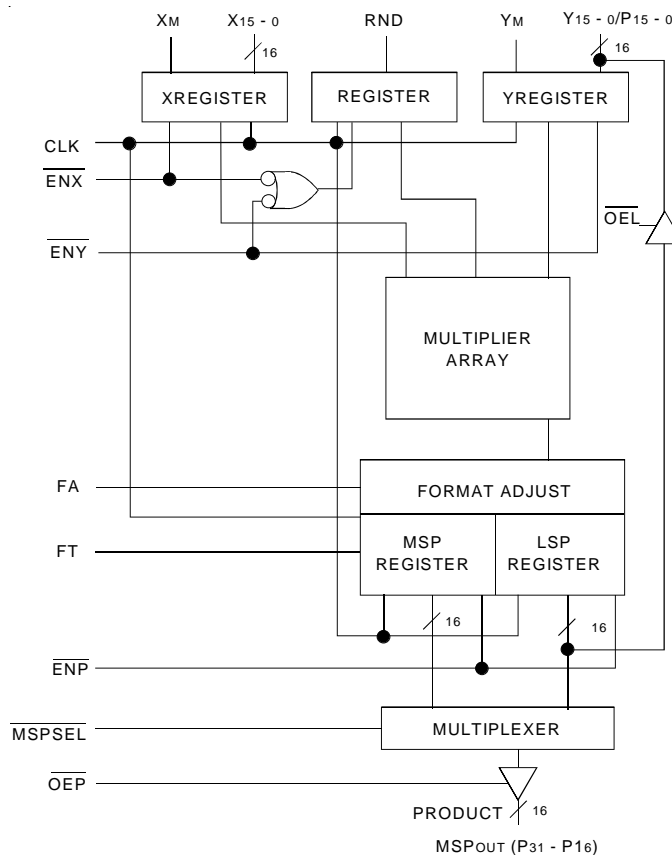 XM X15 - 0 RND YM Y15 - 0/P15 - 0
16 16
XREGISTER REGISTER YREGISTER
CLK
ENX
OEL
ENY
MULTIPLIER
ARRAY
FA FORMAT ADJUST
FT MSP
REGISTER
LSP
REGISTER
16 16
ENP
MSPSEL MULTIPLEXER
OEP
PRODUCT 16
MSPOUT (P31 - P16)